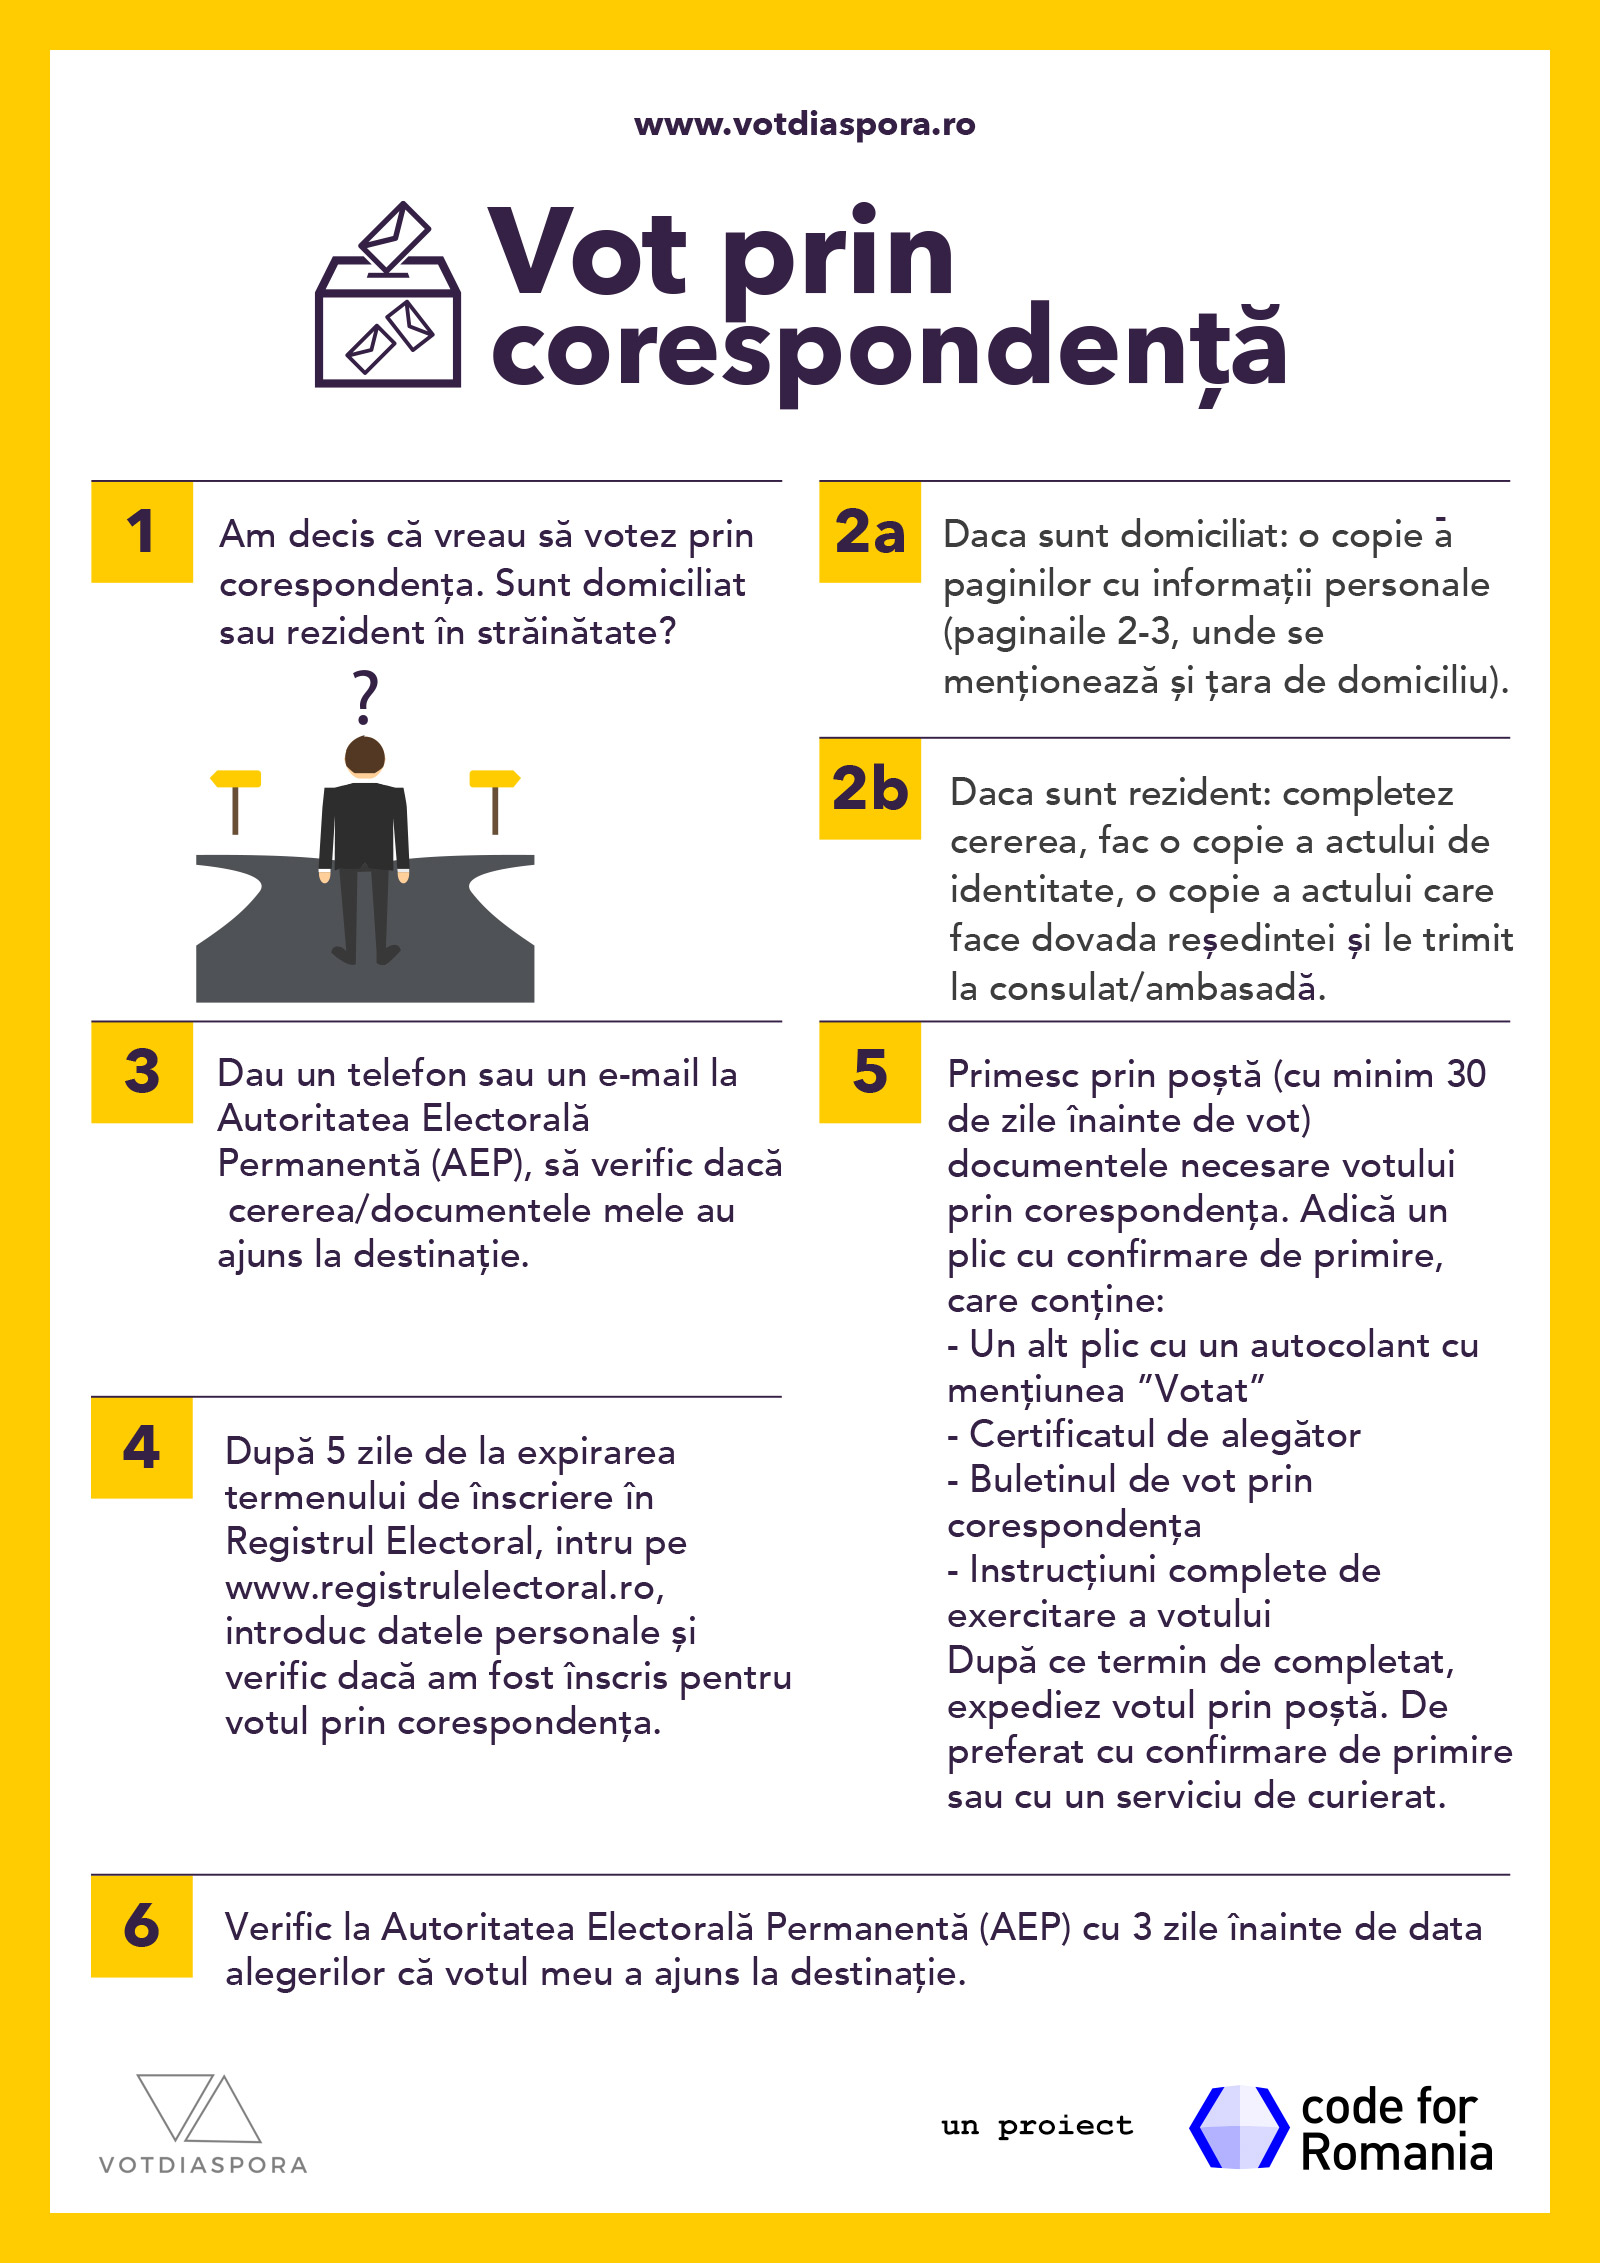 www.votdiaspora.ro
Vot prin
corespondență
1
Am decis că vreau să votez prin
corespondența. Sunt domiciliat
sau rezident în străinătate?
?
2a
Daca sunt domiciliat: o copie a
paginilor cu informații personale
(paginaile 2-3, unde se
menționează și țara de domiciliu).
2b
Daca sunt rezident: completez
cererea, fac o copie a actului de
identitate, o copie a actului care
face dovada reședintei și le trimit
la consulat/ambasadă.
3
Dau un telefon sau un e-mail la
Autoritatea Electorală
Permanentă (AEP), să verific dacă
cererea/documentele mele au
ajuns la destinație.
4
După 5 zile de la expirarea
termenului de înscriere în
Registrul Electoral, intru pe
www.registrulelectoral.ro,
introduc datele personale și
verific dacă am fost înscris pentru
votul prin corespondența.
5
Primesc prin poștă (cu minim 30
de zile înainte de vot)
documentele necesare votului
prin corespondența. Adică un
plic cu confirmare de primire,
care conține:
- Un alt plic cu un autocolant cu
mențiunea ”Votat”
- Certificatul de alegător
- Buletinul de vot prin
corespondența
- Instrucțiuni complete de
exercitare a votului
După ce termin de completat,
expediez votul prin poștă. De
preferat cu confirmare de primire
sau cu un serviciu de curierat.
6
Verific la Autoritatea Electorală Permanentă (AEP) cu 3 zile înainte de data
alegerilor că votul meu a ajuns la destinație.
VOTDIASPORA
un proiect
code for
Romania